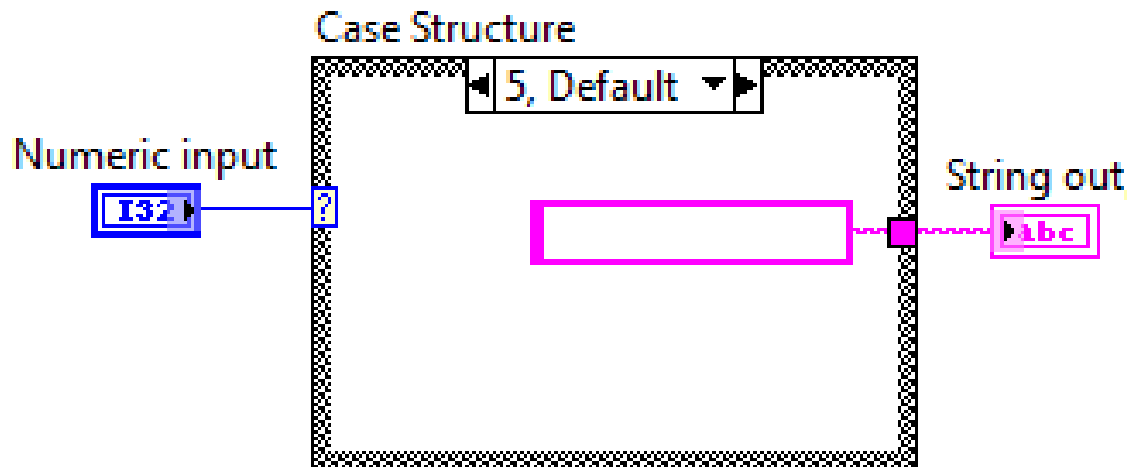 Case Structure
5, Default
Numeric input
I32
?
String out
abc